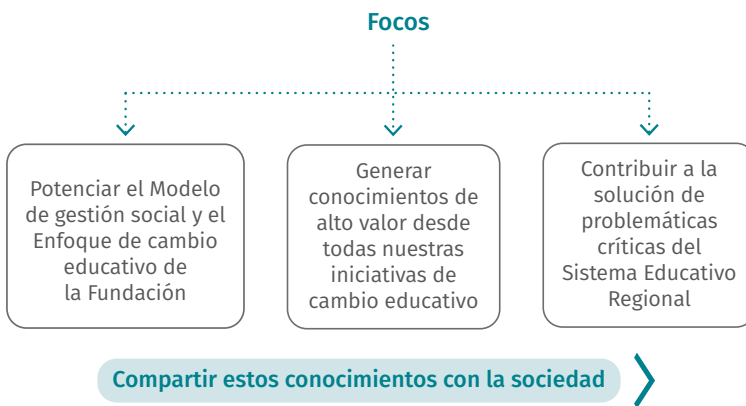 Focos
Potenciar el Modelo
de gestión social y el
Enfoque de cambio
educativo de
la Fundación
Generar
conocimientos de
alto valor desde
todas nuestras
iniciativas de
cambio educativo
Contribuir a la
solución de
problemáticas
críticas del
Sistema Educativo
Regional
Compartir estos conocimientos con la sociedad